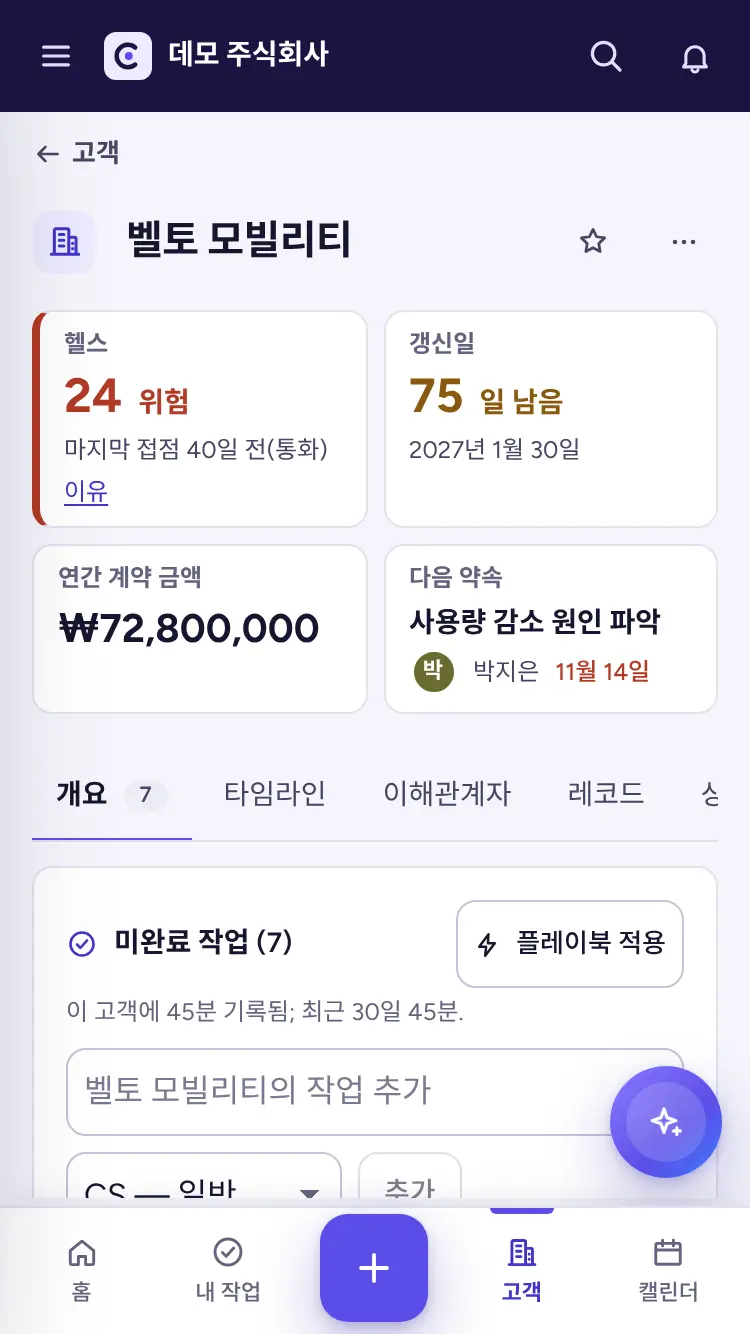 데모 주식회사
← 고객
벨토 모빌리티
헬스
24 위험
마지막 접점 40일 전(통화)
이유
갱신일
75 일 남음
2027년 1월 30일
연간 계약 금액
₩72,800,000
다음 약속
사용량 감소 원인 파악
박 박지은 11월 14일
개요 7 타임라인 이해관계자 레코드
미완료 작업 (7)
플레이북 적용
이 고객에 45분 기록됨; 최근 30일 45분.
벨토 모빌리티의 작업 추가
CS — 일반
추가
홈
내 작업
고객
캘린더